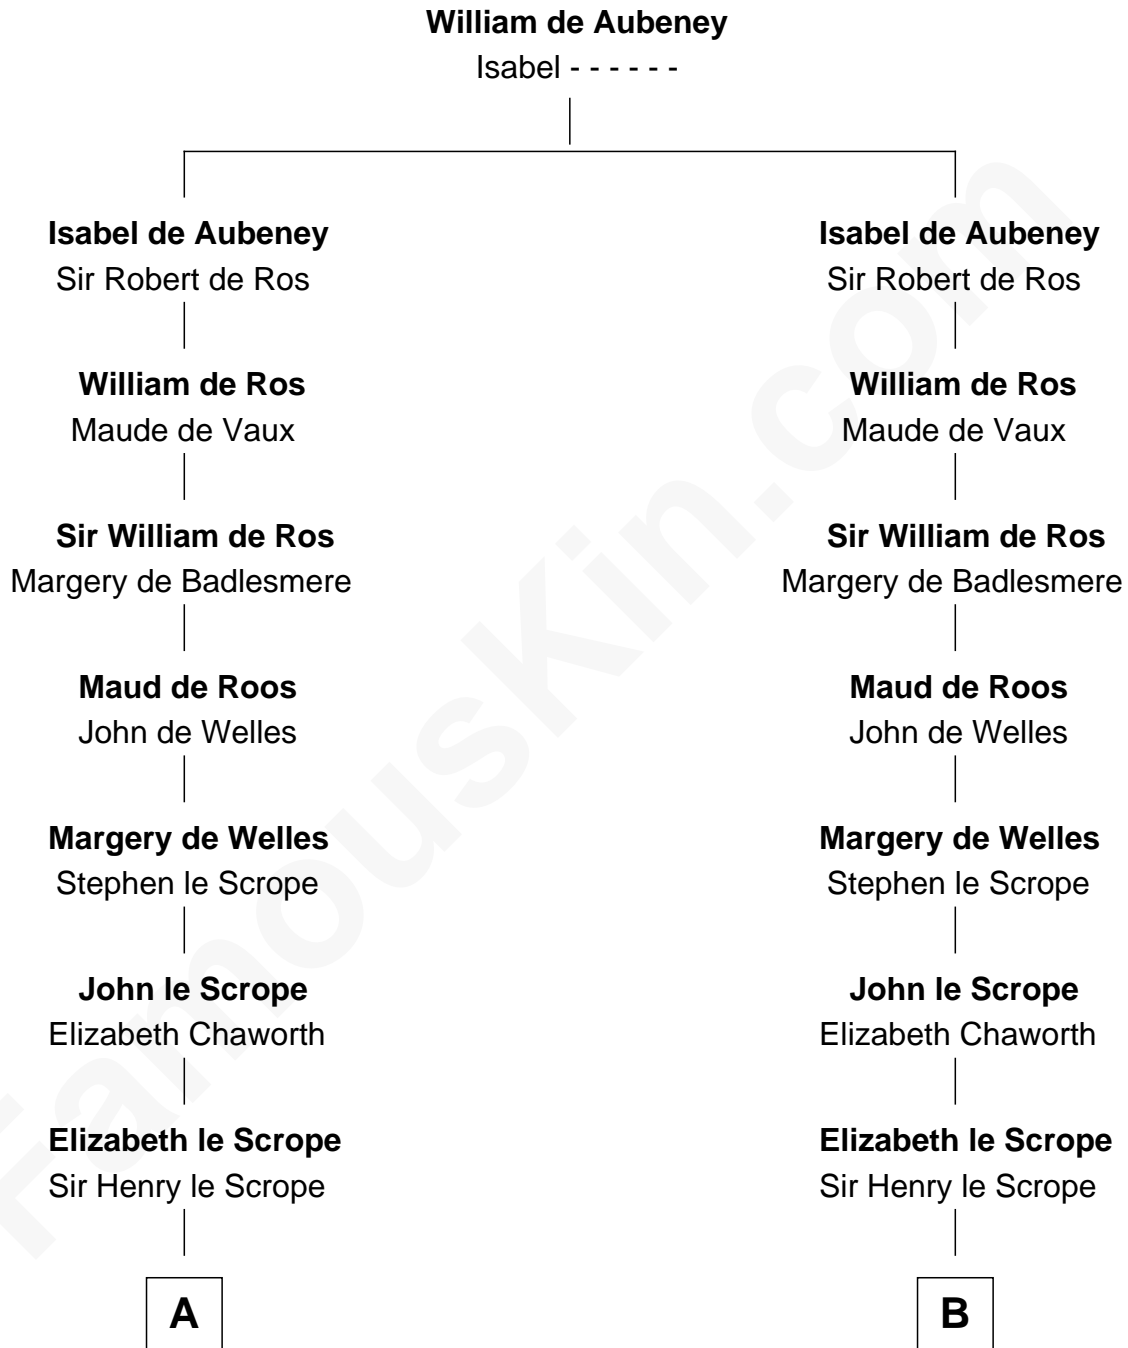 William de Aubeney
Isabel - - - - - -
Isabel de Aubeney
Sir Robert de Ros
William de Ros
Maude de Vaux
Sir William de Ros
Margery de Badlesmere
Maud de Roos
John de Welles
Margery de Welles
Stephen le Scrope
John le Scrope
Elizabeth Chaworth
Elizabeth le Scrope
Sir Henry le Scrope
A
Isabel de Aubeney
Sir Robert de Ros
William de Ros
Maude de Vaux
Sir William de Ros
Margery de Badlesmere
Maud de Roos
John de Welles
Margery de Welles
Stephen le Scrope
John le Scrope
Elizabeth Chaworth
Elizabeth le Scrope
Sir Henry le Scrope
B
FamousKin.com